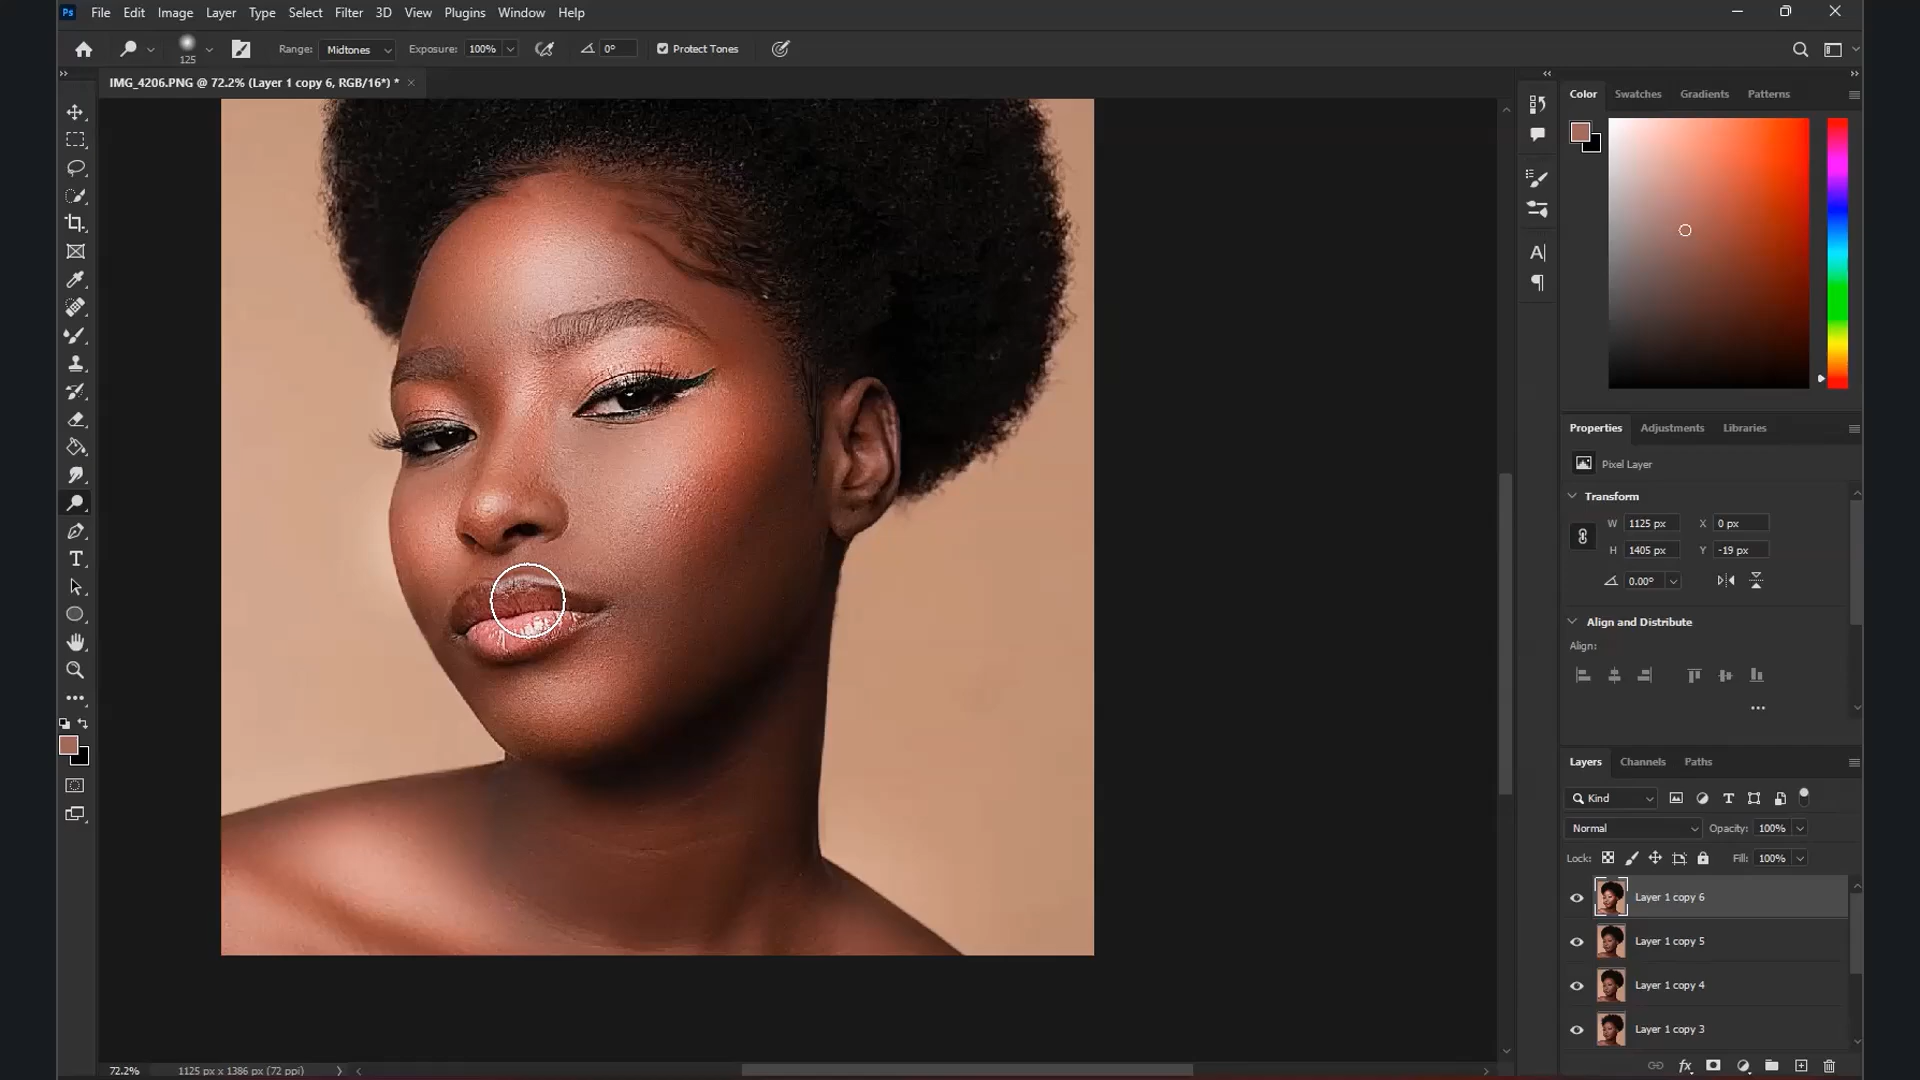 Ps File Edit Image Layer Type Select Filter 3D View Plugins Window Help
125 Range: Midtones Exposure: 100% 0° Protect Tones
IMG_4206.PNG @ 72.2% (Layer 1 copy 6, RGB/16*) *
Color Swatches Gradients Patterns
Properties Adjustments Libraries
Pixel Layer
Transform
W 1125 px X 0 px
H 1405 px Y -19 px
0.00°
Align and Distribute
Align:
Layers Channels Paths
Kind
Normal Opacity: 100%
Lock: Fill: 100%
Layer 1 copy 6
Layer 1 copy 5
Layer 1 copy 4
Layer 1 copy 3
72.2% 1125 px x 1386 px (72 ppi)